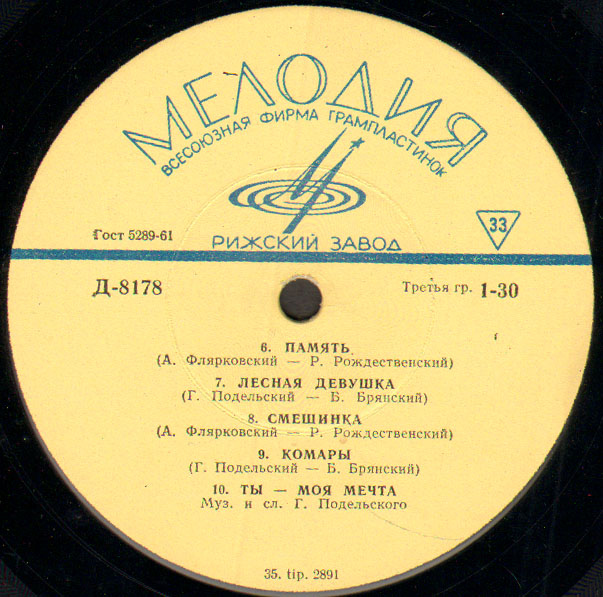 МЕЛОДИЯ
ВСЕСОЮЗНАЯ ФИРМА ГРАМПЛАСТИНОК
Гост 5289-61
33
РИЖСКИЙ ЗАВОД
Д-8178
Третья гр. 1-30
6. ПАМЯТЬ
(А. Флярковский — Р. Рождественский)
7. ЛЕСНАЯ ДЕВУШКА
(Г. Подельский — Б. Брянский)
8. СМЕШИНКА
(А. Флярковский — Р. Рождественский)
9. КОМАРЫ
(Г. Подельский — Б. Брянский)
10. ТЫ — МОЯ МЕЧТА
Муз. и сл. Г. Подельского
35. tip. 2891